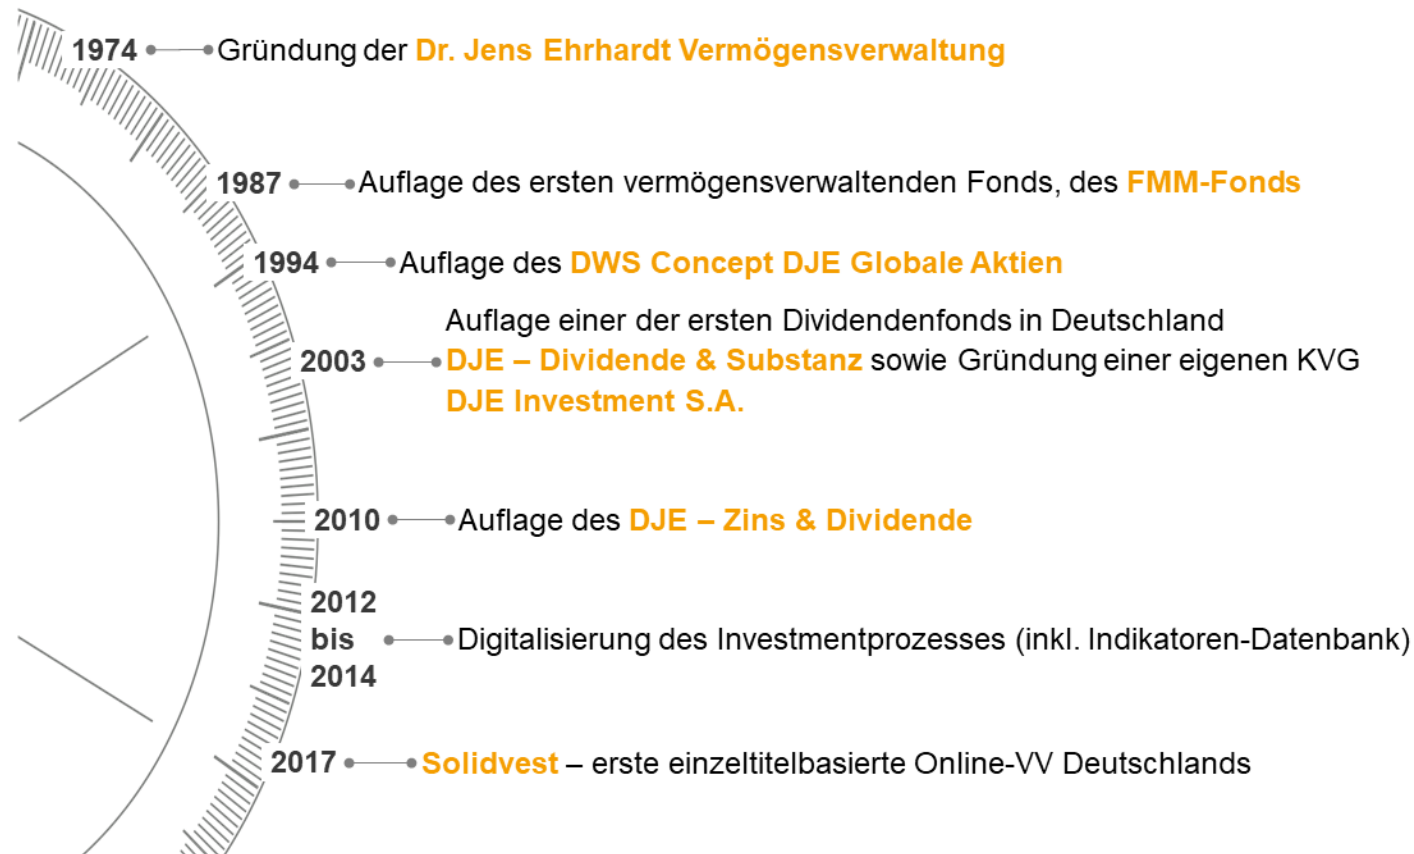 1974 Gründung der Dr. Jens Ehrhardt Vermögensverwaltung
1987 Auflage des ersten vermögensverwaltenden Fonds, des FMM-Fonds
1994 Auflage des DWS Concept DJE Globale Aktien
Auflage einer der ersten Dividendenfonds in Deutschland
2003 DJE – Dividende & Substanz sowie Gründung einer eigenen KVG
DJE Investment S.A.
2010 Auflage des DJE – Zins & Dividende
2012
bis Digitalisierung des Investmentprozesses (inkl. Indikatoren-Datenbank)
2014
2017 Solidvest – erste einzeltitelbasierte Online-VV Deutschlands